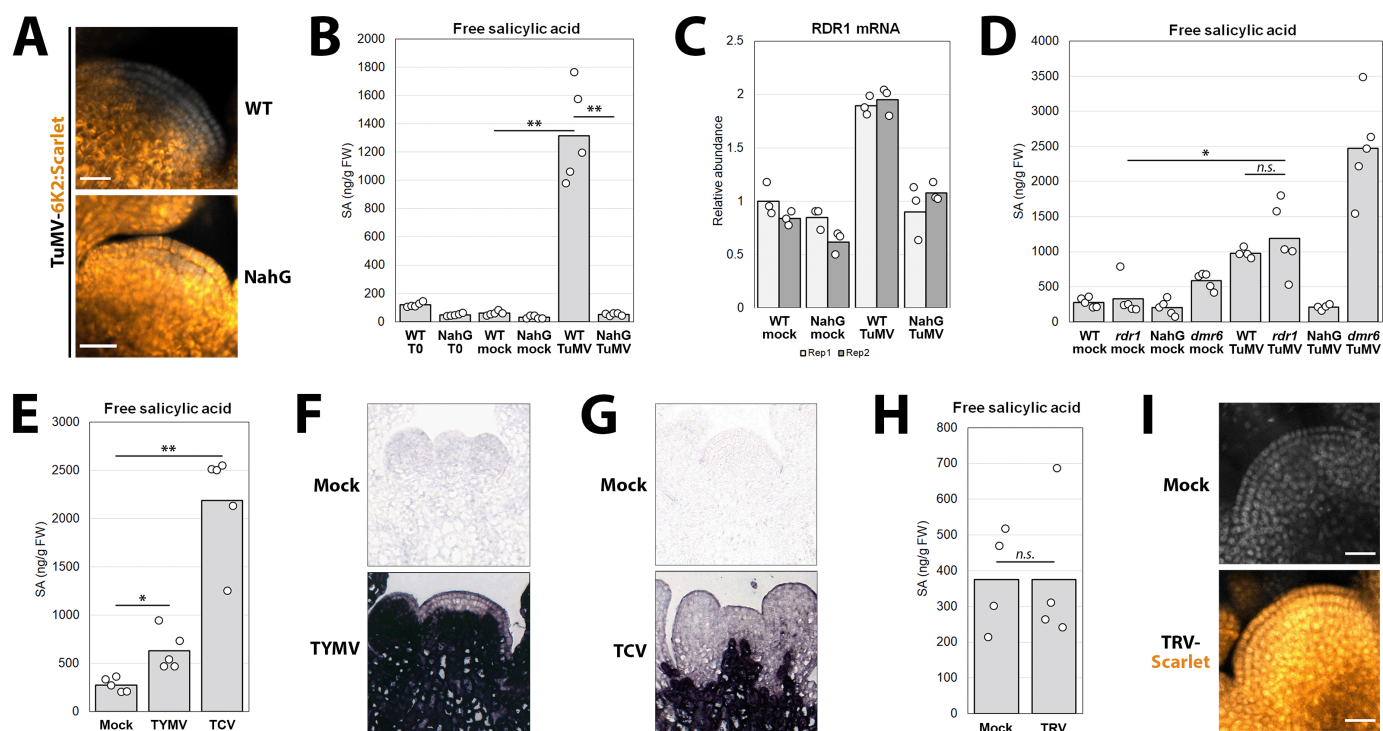 A
TuMV-6K2:Scarlet
WT
NahG
B
Free salicylic acid
SA (ng/g FW)
2000
1800
1600
1400
1200
1000
800
600
400
200
0
**
**
WT T0
NahG T0
WT mock
NahG mock
WT TuMV
NahG TuMV
C
RDR1 mRNA
Relative abundance
2.5
2
1.5
1
0.5
0
WT mock
NahG mock
WT TuMV
NahG TuMV
Rep1 Rep2
D
Free salicylic acid
SA (ng/g FW)
4000
3500
3000
2500
2000
1500
1000
500
0
*
n.s.
WT mock
rdr1 mock
NahG mock
dmr6 mock
WT TuMV
rdr1 TuMV
NahG TuMV
dmr6 TuMV
E
Free salicylic acid
SA (ng/g FW)
3000
2500
2000
1500
1000
500
0
**
*
Mock TYMV TCV
F
Mock
TYMV
G
Mock
TCV
H
Free salicylic acid
SA (ng/g FW)
800
700
600
500
400
300
200
100
0
n.s.
Mock TRV
I
Mock
TRV-
Scarlet